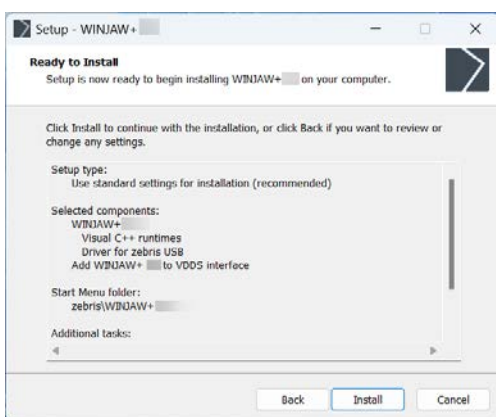 Setup - WINJAW+
Ready to Install
Setup is now ready to begin installing WINJAW+ on your computer.
Click Install to continue with the installation, or click Back if you want to review or
change any settings.
Setup type:
Use standard settings for installation (recommended)
Selected components:
WINJAW+
Visual C++ runtimes
Driver for zebris USB
Add WINJAW+ to VDDS interface
Start Menu folder:
zebris\WINJAW+
Additional tasks:
Back Install Cancel